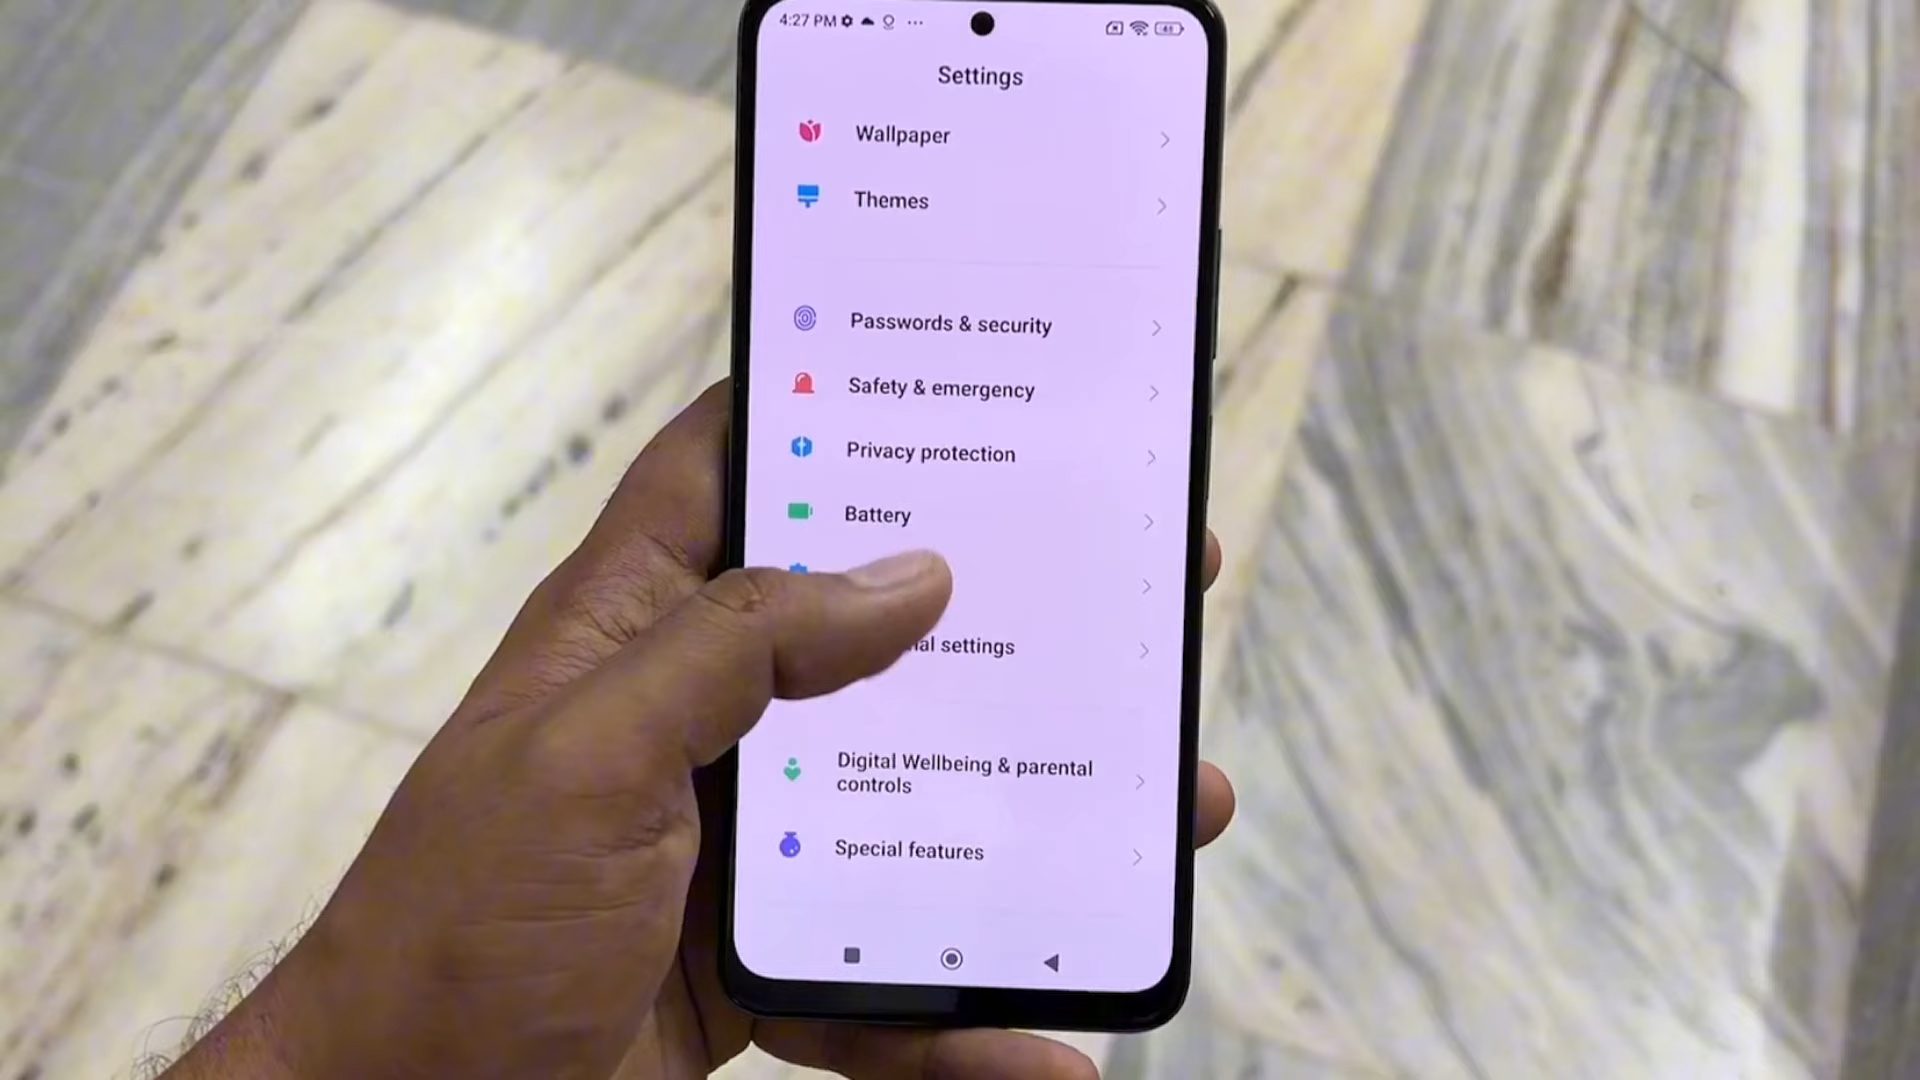 4:27 PM
Settings
Wallpaper
Themes
Passwords & security
Safety & emergency
Privacy protection
Battery
settings
Digital Wellbeing & parental
controls
Special features